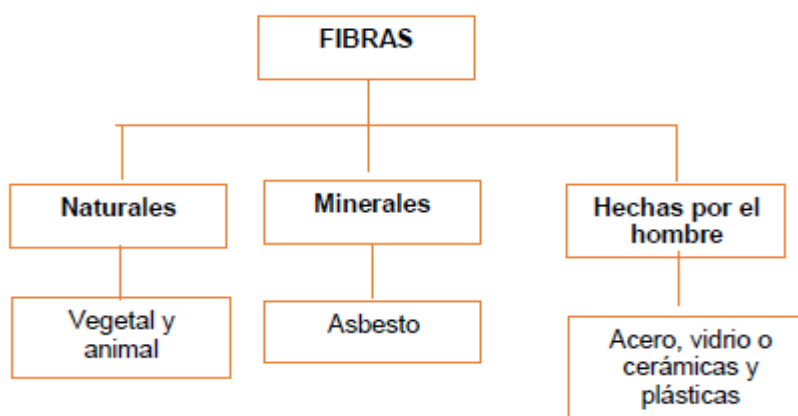 FIBRAS
Naturales
Minerales
Hechas por el
hombre
Vegetal y
animal
Asbesto
Acero, vidrio o
cerámicas y
plásticas